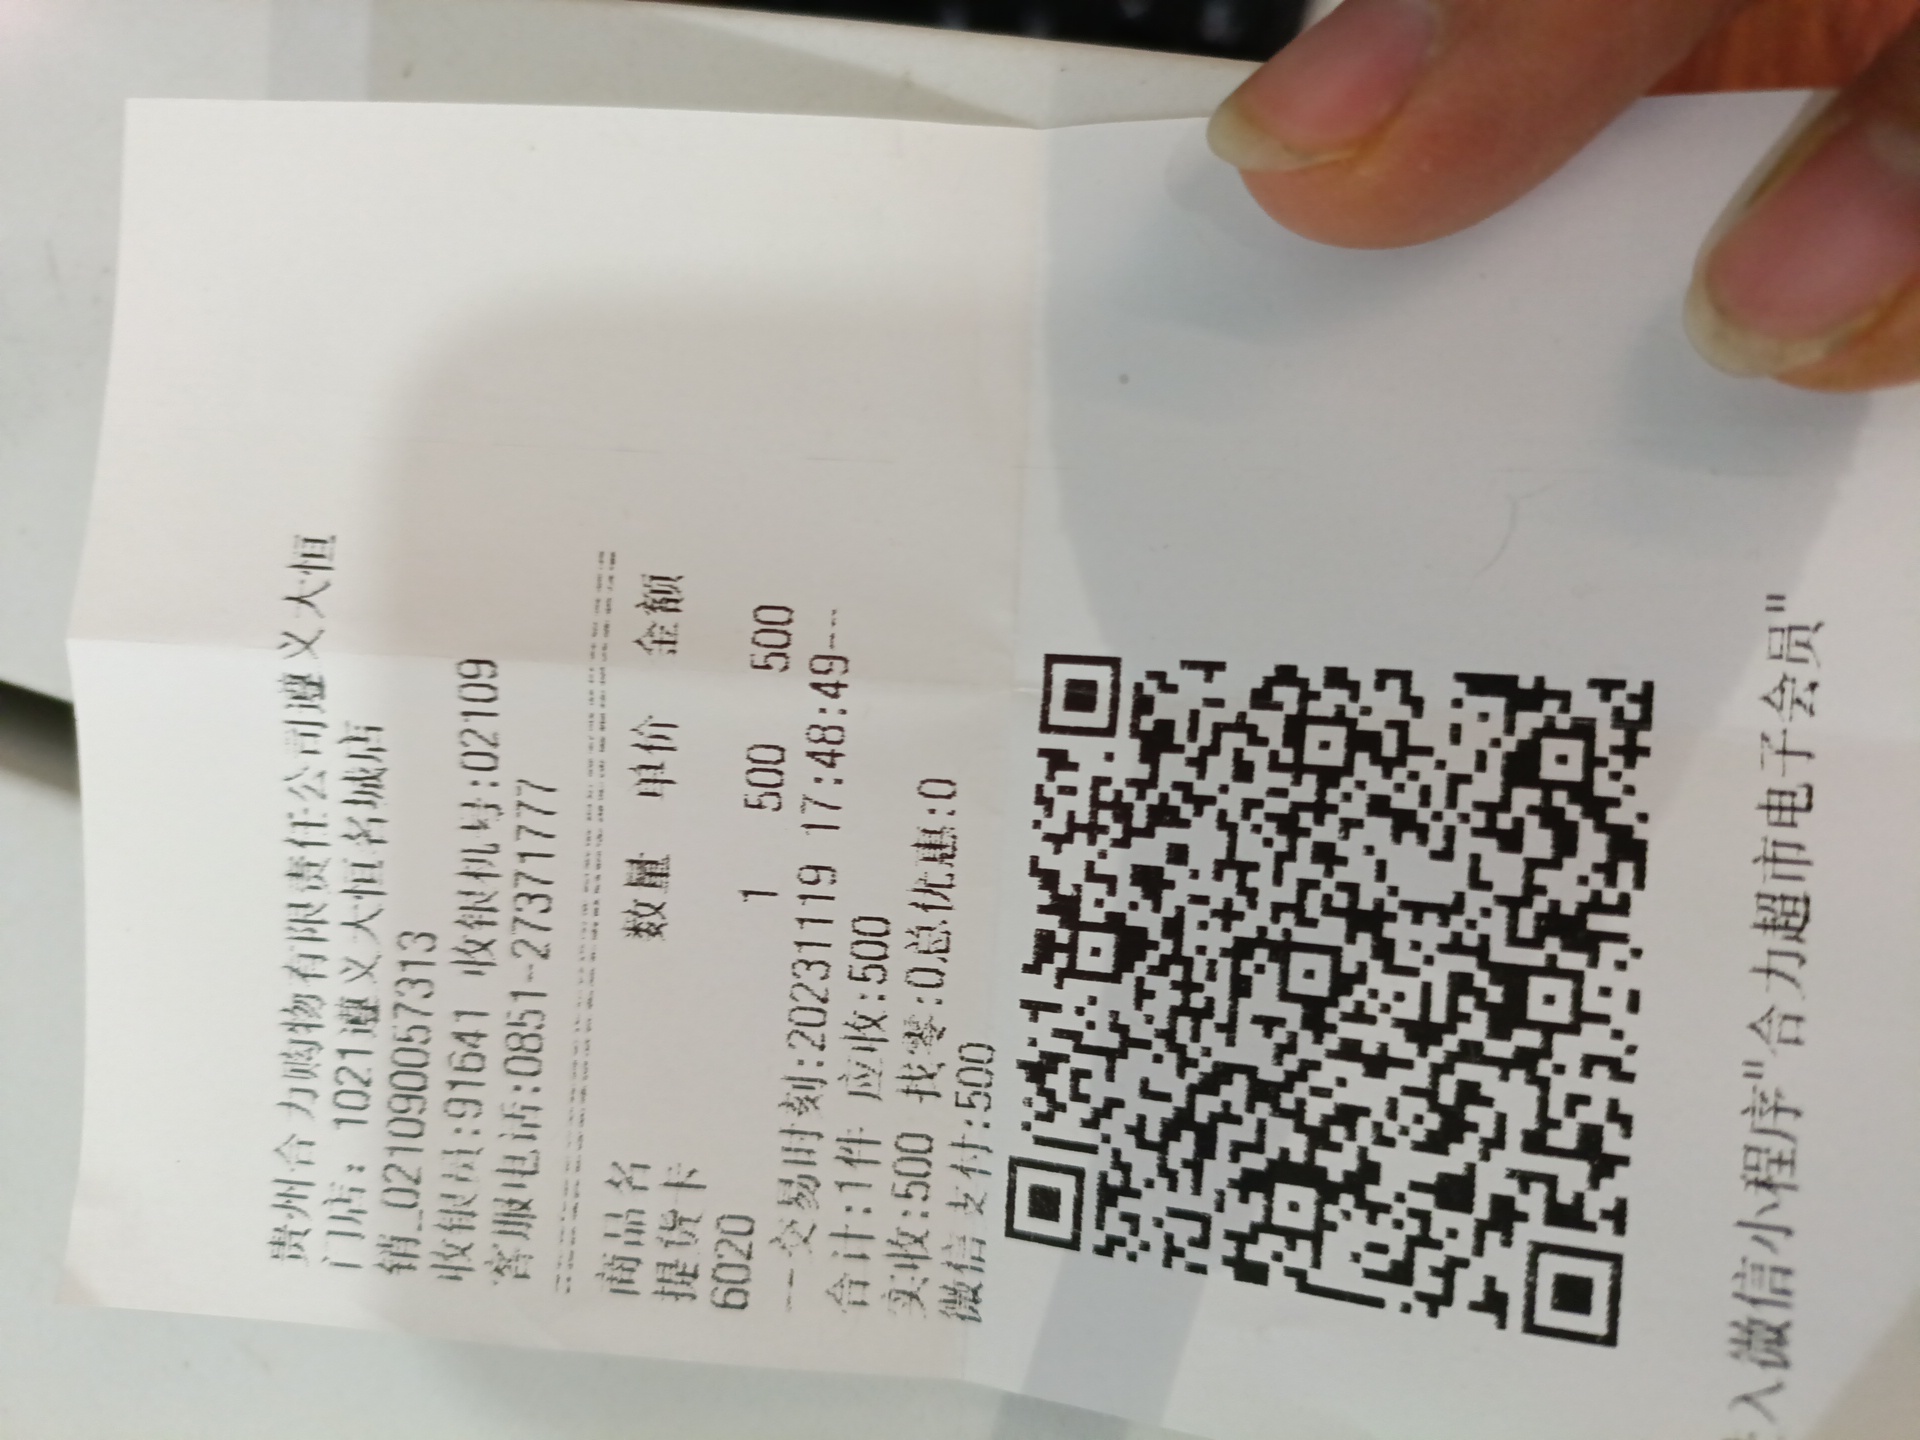 贵州合力购物有限责任公司遵义大恒
门店：1021遵义大恒名城店
销_021090057313
收银员:91641 收银机号:02109
客服电话:0851-27371777
商品名 数量 单价 金额
提货卡
6020 1 500 500
--交易时刻:20231119 17:48:49--
合计:1件 应收:500
实收:500 找零:0总优惠:0
微信支付:500
入微信小程序"合力超市电子会员"